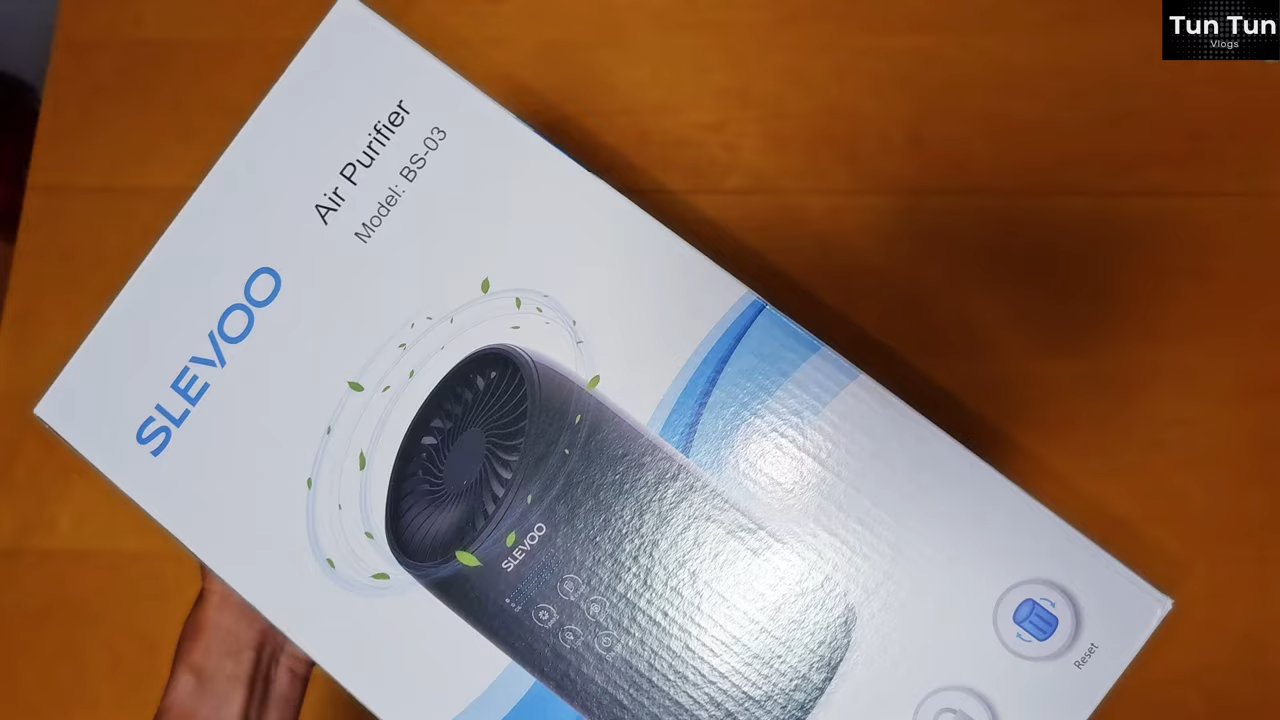 Tun Tun
Vlogs
Air Purifier
Model: BS-03
SLEVOO
SLEVOO
Reset